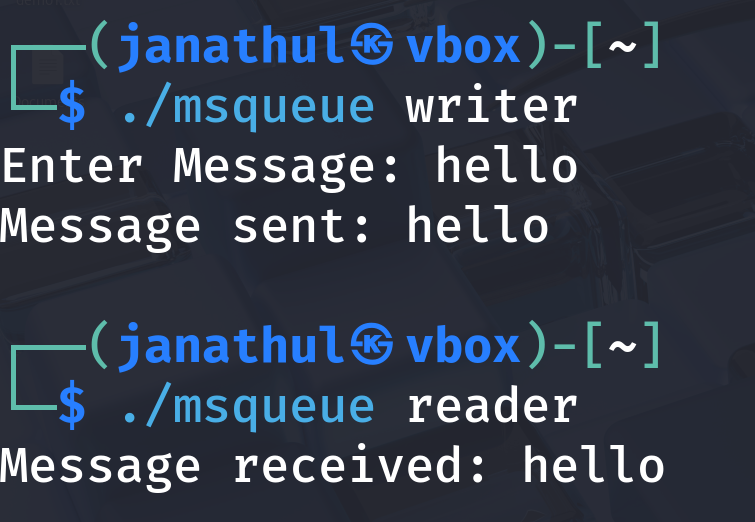 ┌──(janathul㉿vbox)-[~]
└─$ ./msqueue writer
Enter Message: hello
Message sent: hello
┌──(janathul㉿vbox)-[~]
└─$ ./msqueue reader
Message received: hello